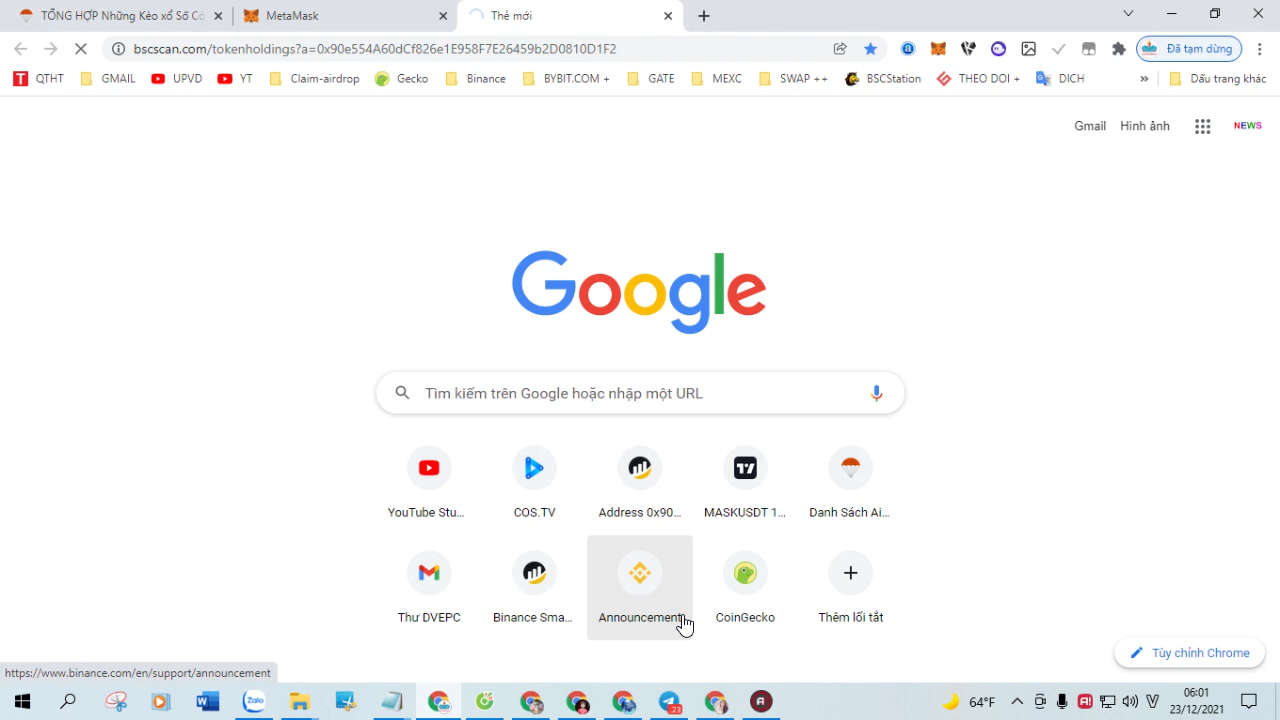 TỔNG HỢP Những Kèo xổ Số Có
MetaMask
Thẻ mới
bscscan.com/tokenholdings?a=0x90e554A60dCf826e1E958F7E26459b2D0810D1F2
Đã tạm dừng
QTHT
GMAIL
UPVD
YT
Claim-airdrop
Gecko
Binance
BYBIT.COM +
GATE
MEXC
SWAP ++
BSCStation
THEO DOI +
DICH
»
Dấu trang khác
Gmail
Hình ảnh
NEWS
Google
Tìm kiếm trên Google hoặc nhập một URL
YouTube Stu...
COS.TV
Address 0x90...
MASKUSDT 1...
Danh Sách Ai...
Thư DVEPC
Binance Sma...
Announcement
CoinGecko
Thêm lối tắt
Tùy chỉnh Chrome
https://www.binance.com/en/support/announcement
Zalo
23
64°F
06:01
23/12/2021